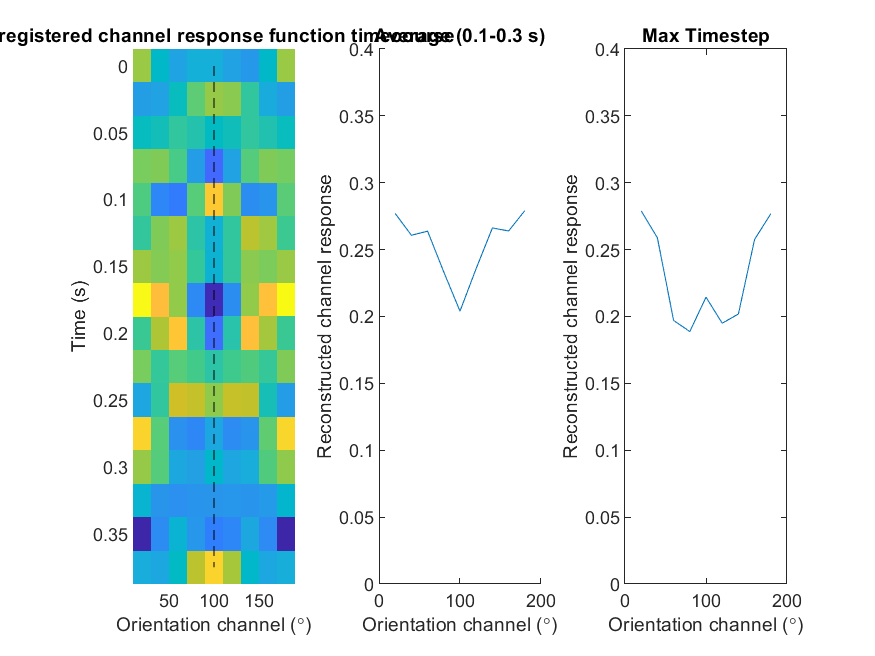 registered channel response function timecourse
Average (0.1-0.3 s)
Max Timestep
0
0.05
0.1
0.15
0.2
0.25
0.3
0.35
Time (s)
50 100 150
Orientation channel (°)
0.4
0.35
0.3
0.25
0.2
0.15
0.1
0.05
0
Reconstructed channel response
0 100 200
Orientation channel (°)
0.4
0.35
0.3
0.25
0.2
0.15
0.1
0.05
0
Reconstructed channel response
0 100 200
Orientation channel (°)